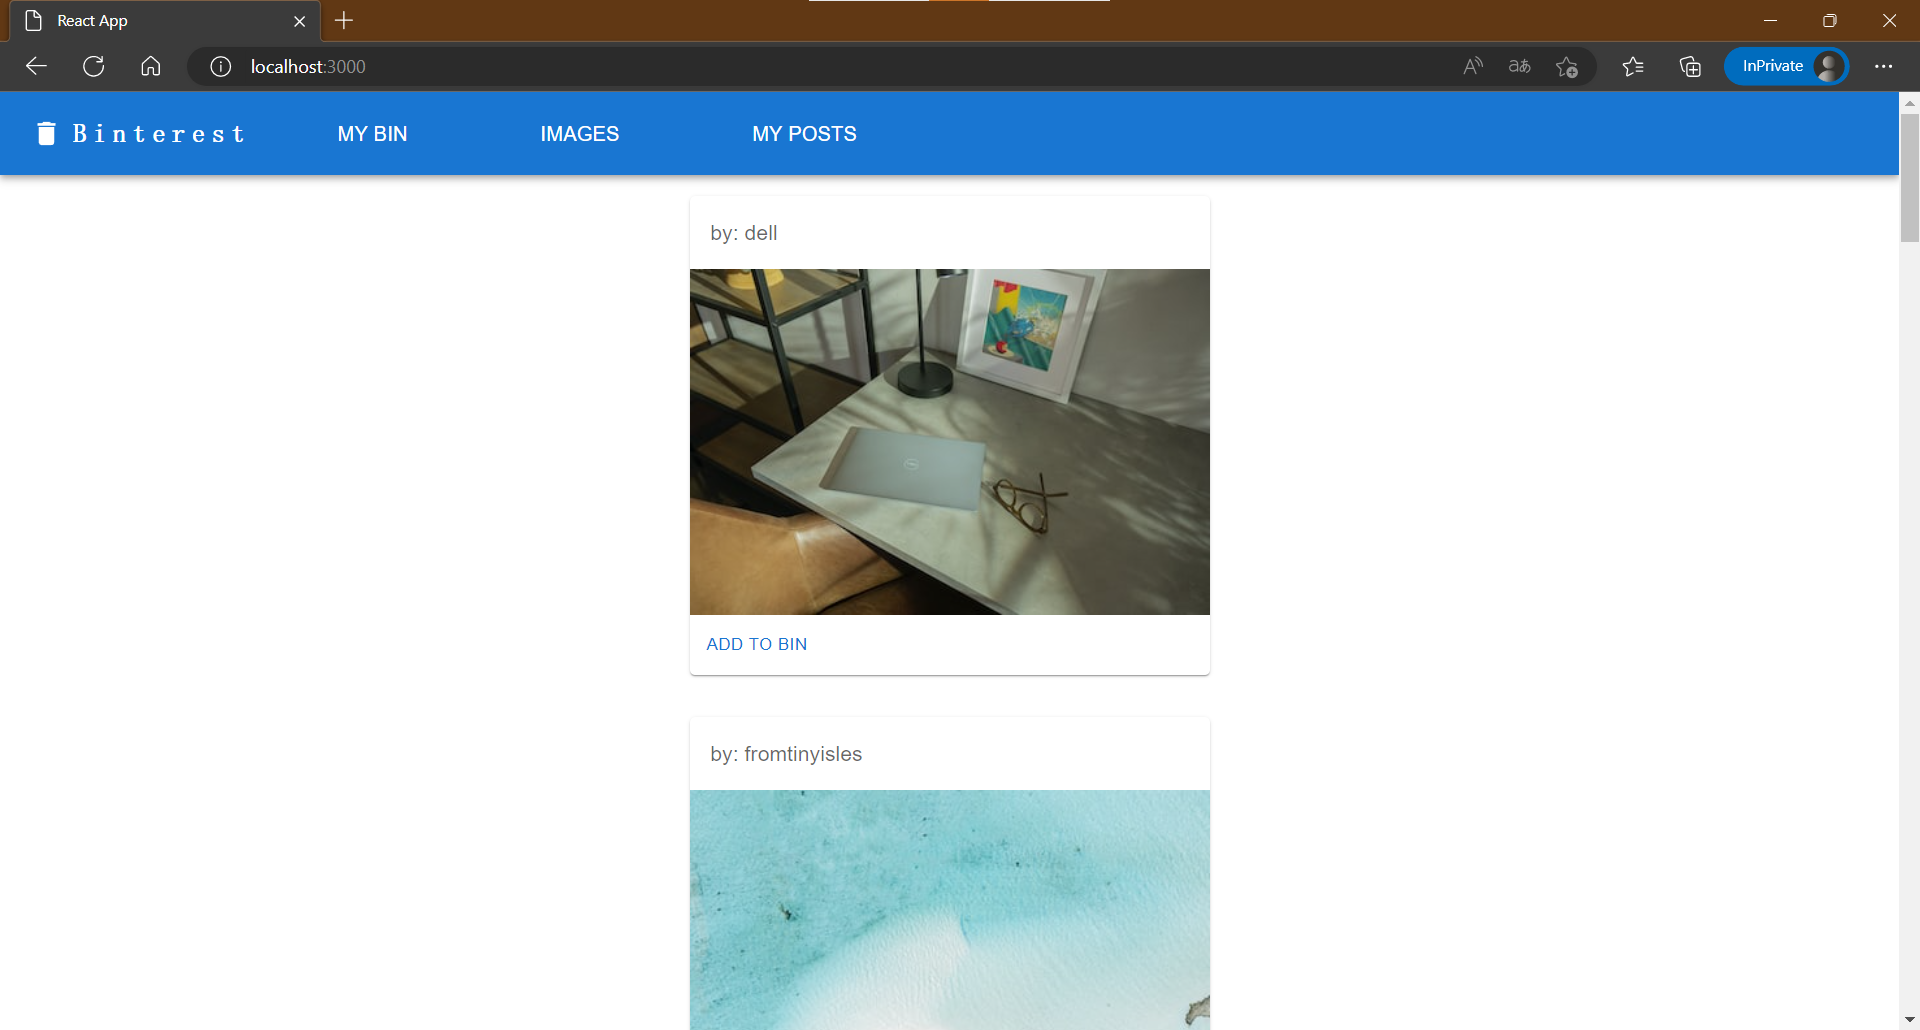 React App
localhost:3000
InPrivate
Binterest
MY BIN
IMAGES
MY POSTS
by: dell
ADD TO BIN
by: fromtinyisles